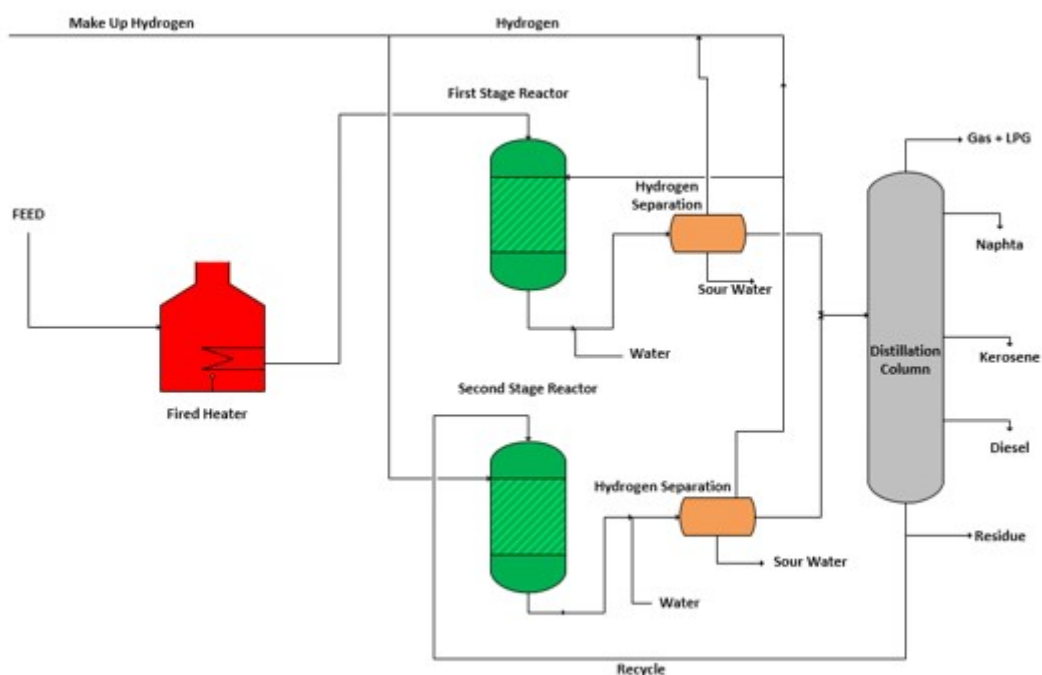 Make Up Hydrogen
Hydrogen
First Stage Reactor
Gas + LPG
Hydrogen
Separation
FEED
Naphta
Sour Water
Water
Distillation
Column
Kerosene
Second Stage Reactor
Fired Heater
Diesel
Hydrogen Separation
Residue
Sour Water
Water
Recycle